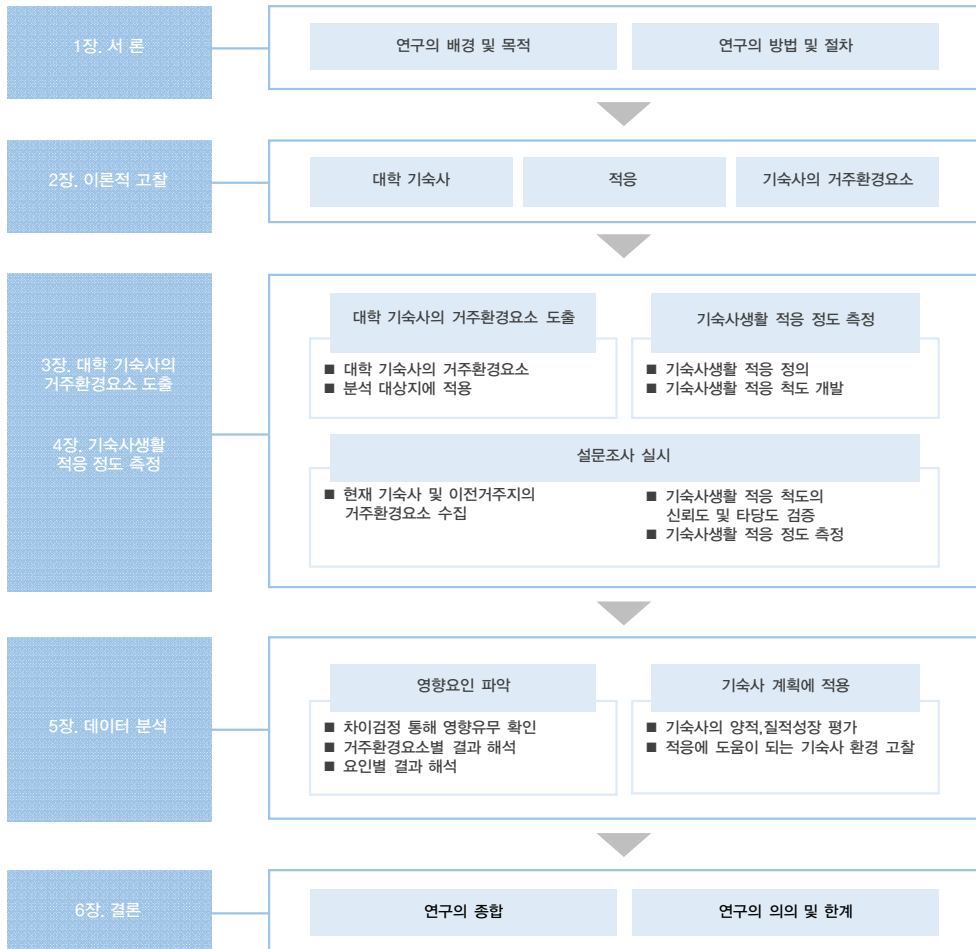 1장. 서 론
연구의 배경 및 목적
연구의 방법 및 절차
2장. 이론적 고찰
대학 기숙사
적응
기숙사의 거주환경요소
3장. 대학 기숙사의
거주환경요소 도출
4장. 기숙사생활
적응 정도 측정
대학 기숙사의 거주환경요소 도출
■ 대학 기숙사의 거주환경요소
■ 분석 대상지에 적용
기숙사생활 적응 정도 측정
■ 기숙사생활 적응 정의
■ 기숙사생활 적응 척도 개발
설문조사 실시
■ 현재 기숙사 및 이전거주지의
거주환경요소 수집
■ 기숙사생활 적응 척도의
신뢰도 및 타당도 검증
■ 기숙사생활 적응 정도 측정
5장. 데이터 분석
영향요인 파악
■ 차이검정 통해 영향유무 확인
■ 거주환경요소별 결과 해석
■ 요인별 결과 해석
기숙사 계획에 적용
■ 기숙사의 양적,질적성장 평가
■ 적응에 도움이 되는 기숙사 환경 고찰
6장. 결론
연구의 종합
연구의 의의 및 한계